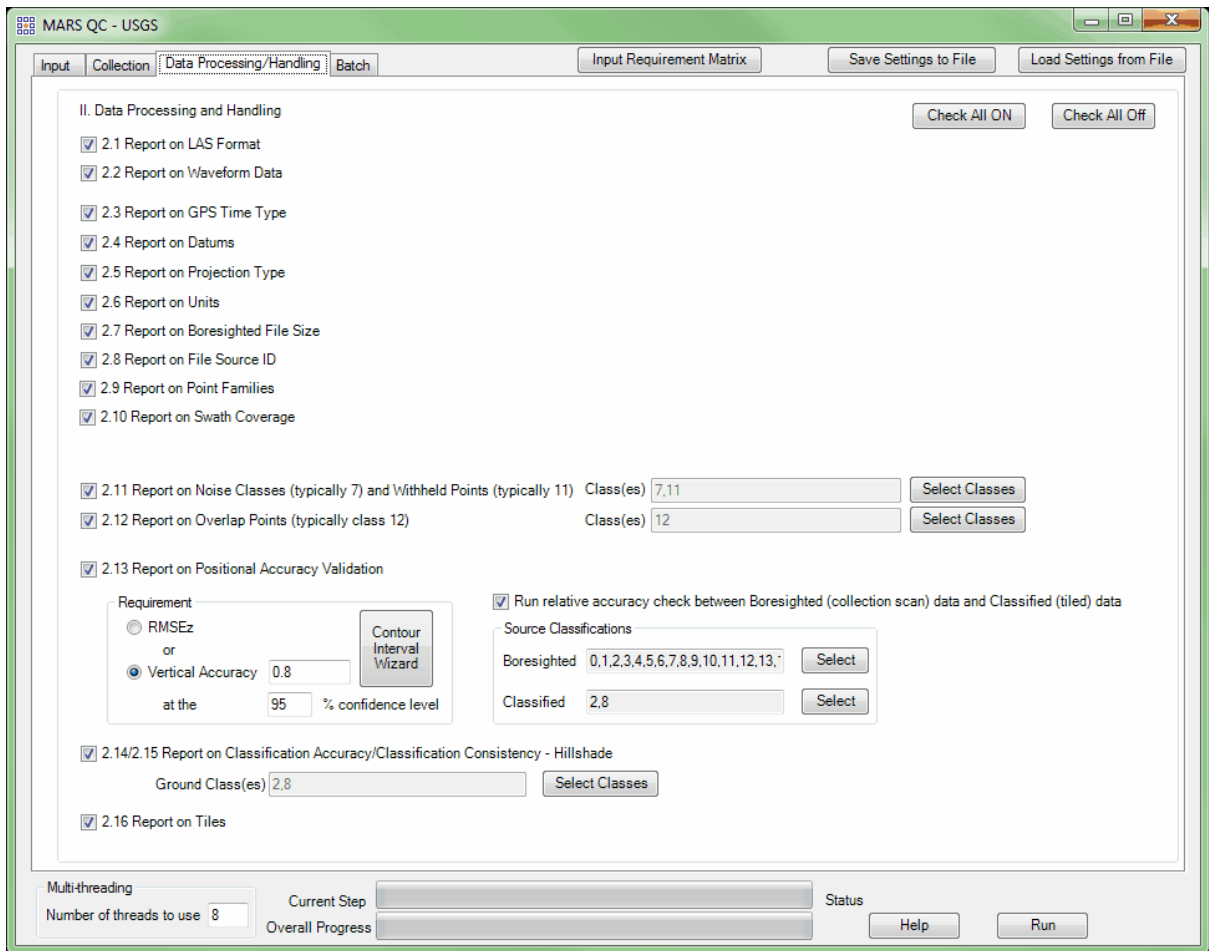 MARS QC - USGS
Input Collection Data Processing/Handling Batch Input Requirement Matrix Save Settings to File Load Settings from File
II. Data Processing and Handling Check All ON Check All Off
2.1 Report on LAS Format
2.2 Report on Waveform Data
2.3 Report on GPS Time Type
2.4 Report on Datums
2.5 Report on Projection Type
2.6 Report on Units
2.7 Report on Boresighted File Size
2.8 Report on File Source ID
2.9 Report on Point Families
2.10 Report on Swath Coverage
2.11 Report on Noise Classes (typically 7) and Withheld Points (typically 11) Class(es) 7,11 Select Classes
2.12 Report on Overlap Points (typically class 12) Class(es) 12 Select Classes
2.13 Report on Positional Accuracy Validation
Requirement
RMSEz
or
Vertical Accuracy 0.8
at the 95 % confidence level
Contour
Interval
Wizard
Run relative accuracy check between Boresighted (collection scan) data and Classified (tiled) data
Source Classifications
Boresighted 0,1,2,3,4,5,6,7,8,9,10,11,12,13, Select
Classified 2,8 Select
2.14/2.15 Report on Classification Accuracy/Classification Consistency - Hillshade
Ground Class(es) 2,8 Select Classes
2.16 Report on Tiles
Multi-threading
Number of threads to use 8
Current Step
Overall Progress
Status
Help Run